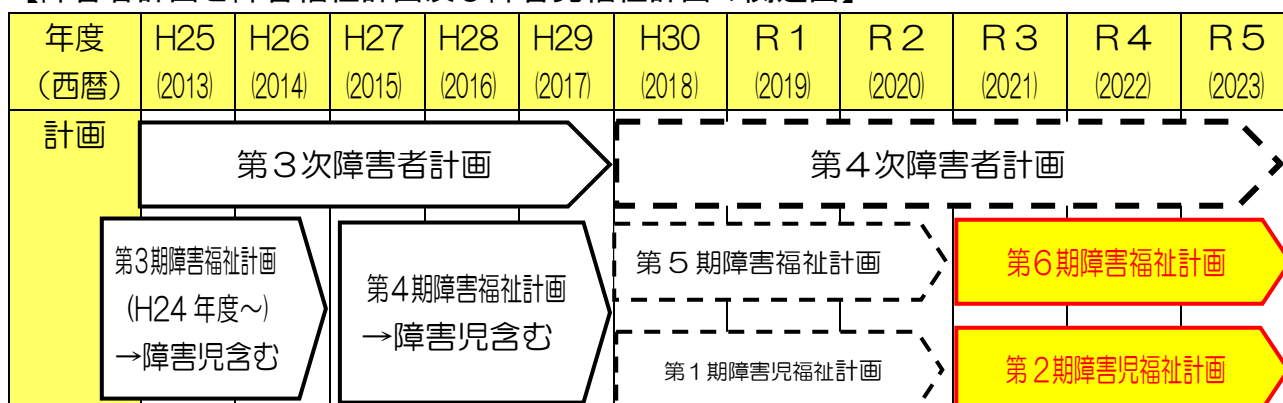 年度 H25 H26 H27 H28 H29 H30 R1 R2 R3 R4 R5
(西暦) (2013) (2014) (2015) (2016) (2017) (2018) (2019) (2020) (2021) (2022) (2023)
計画
第3次障害者計画 第4次障害者計画
第3期障害福祉計画
(H24年度～)
→障害児含む
第4期障害福祉計画
→障害児含む
第5期障害福祉計画
第6期障害福祉計画
第1期障害児福祉計画
第2期障害児福祉計画